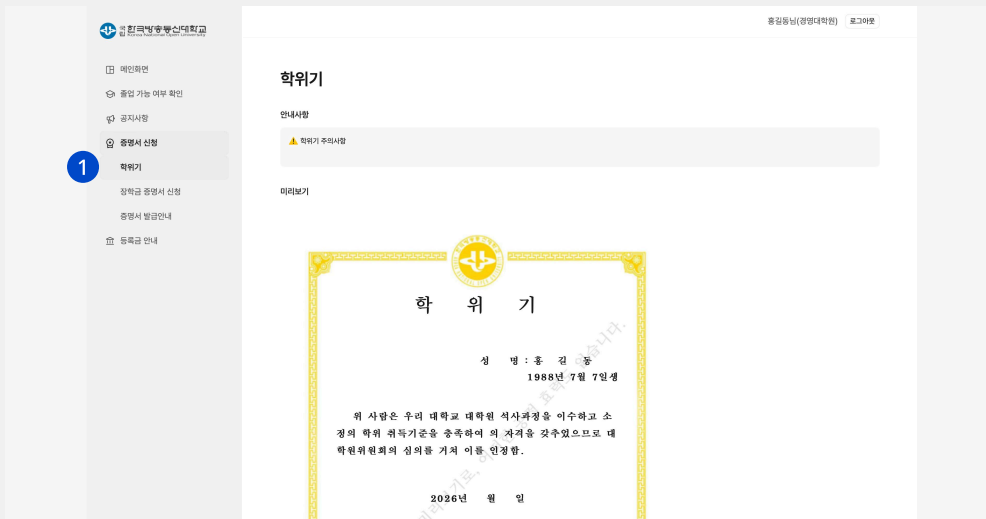 국립 한국방송통신대학교
Korea National Open University
홍길동님(경영대학원) 로그아웃
메인화면
졸업 가능 여부 확인
공지사항
증명서 신청
1
학위기
장학금 증명서 신청
증명서 발급안내
등록금 안내
학위기
안내사항
⚠ 학위기 주의사항
미리보기
학 위 기
성 명 : 홍 길 동
1988년 7월 7일생
위 사람은 우리 대학교 대학원 석사과정을 이수하고 소
정의 학위 취득기준을 충족하여 의 자격을 갖추었으므로 대
학원위원회의 심의를 거쳐 이를 인정함.
2026년 월 일